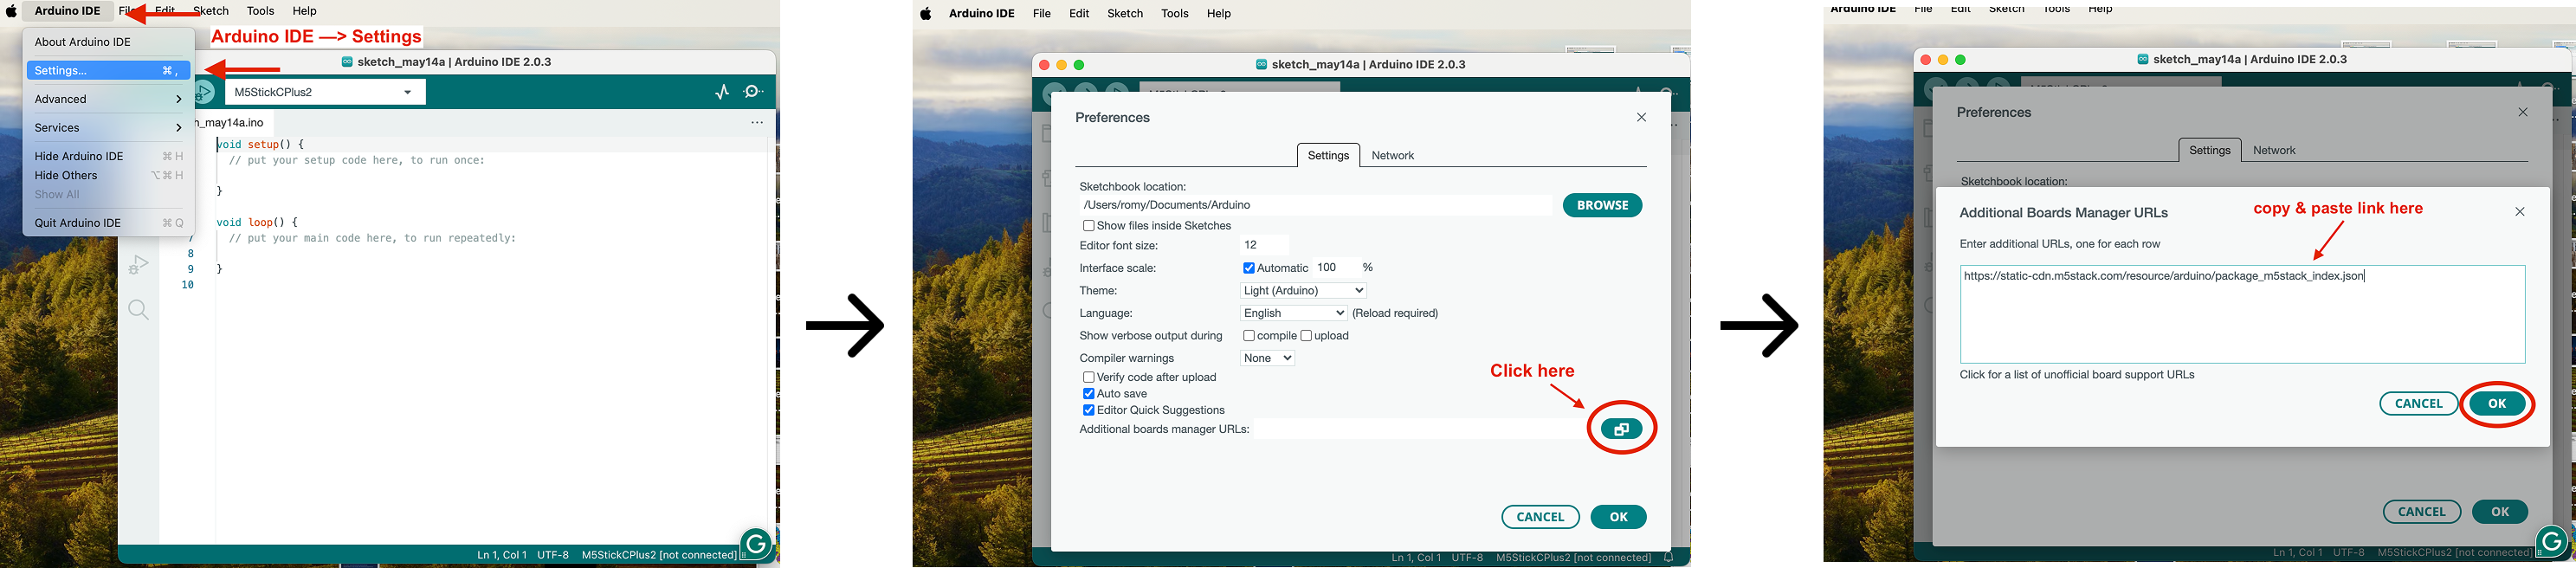 Arduino IDE File Edit Sketch Tools Help
About Arduino IDE
Settings... ⌘ ,
Advanced
Services
Hide Arduino IDE ⌘ H
Hide Others ⌥ ⌘ H
Show All
Quit Arduino IDE ⌘ Q
Arduino IDE —> Settings
sketch_may14a | Arduino IDE 2.0.3
M5StickCPlus2
h_may14a.ino
void setup() {
// put your setup code here, to run once:
}
void loop() {
7 // put your main code here, to run repeatedly:
8
9 }
10
Ln 1, Col 1 UTF-8 M5StickCPlus2 [not connected]
Arduino IDE File Edit Sketch Tools Help
sketch_may14a | Arduino IDE 2.0.3
Preferences
Settings Network
Sketchbook location:
/Users/romy/Documents/Arduino BROWSE
Show files inside Sketches
Editor font size: 12
Interface scale: Automatic 100 %
Theme: Light (Arduino)
Language: English (Reload required)
Show verbose output during compile upload
Compiler warnings None
Verify code after upload
Auto save
Editor Quick Suggestions
Additional boards manager URLs:
Click here
CANCEL OK
Ln 1, Col 1 UTF-8 M5StickCPlus2 [not connected]
Arduino IDE File Edit Sketch Tools Help
sketch_may14a | Arduino IDE 2.0.3
Preferences
Settings Network
Sketchbook location:
Additional Boards Manager URLs
copy & paste link here
Enter additional URLs, one for each row
https://static-cdn.m5stack.com/resource/arduino/package_m5stack_index.json
Click for a list of unofficial board support URLs
CANCEL OK
CANCEL OK
Ln 1, Col 1 UTF-8 M5StickCPlus2 [not connected]